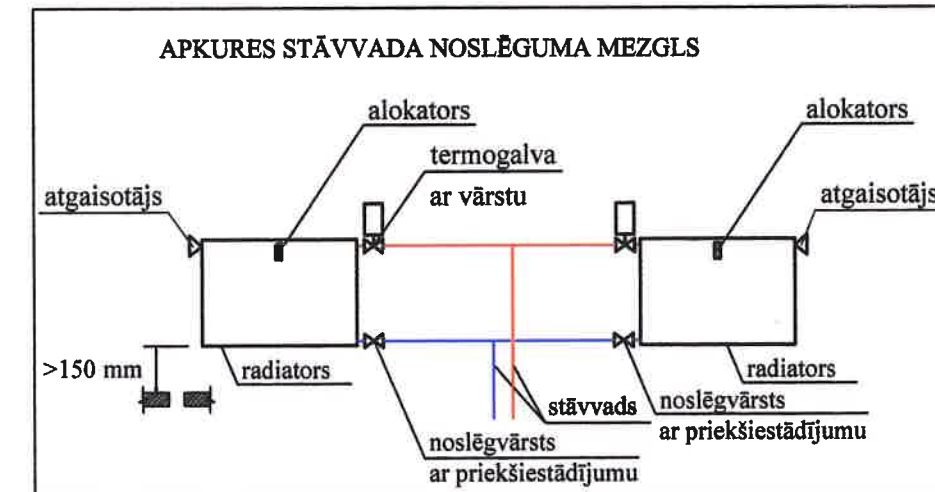 APKURES STĀVVADA NOSLĒGUMA MEZGLS
alokators
alokators
termogalva
ar vārstu
atgaisotājs
atgaisotājs
>150 mm
radiators
radiators
stāvvads
noslēgvārsts
ar priekšiestādījumu
noslēgvārsts
ar priekšiestādījumu